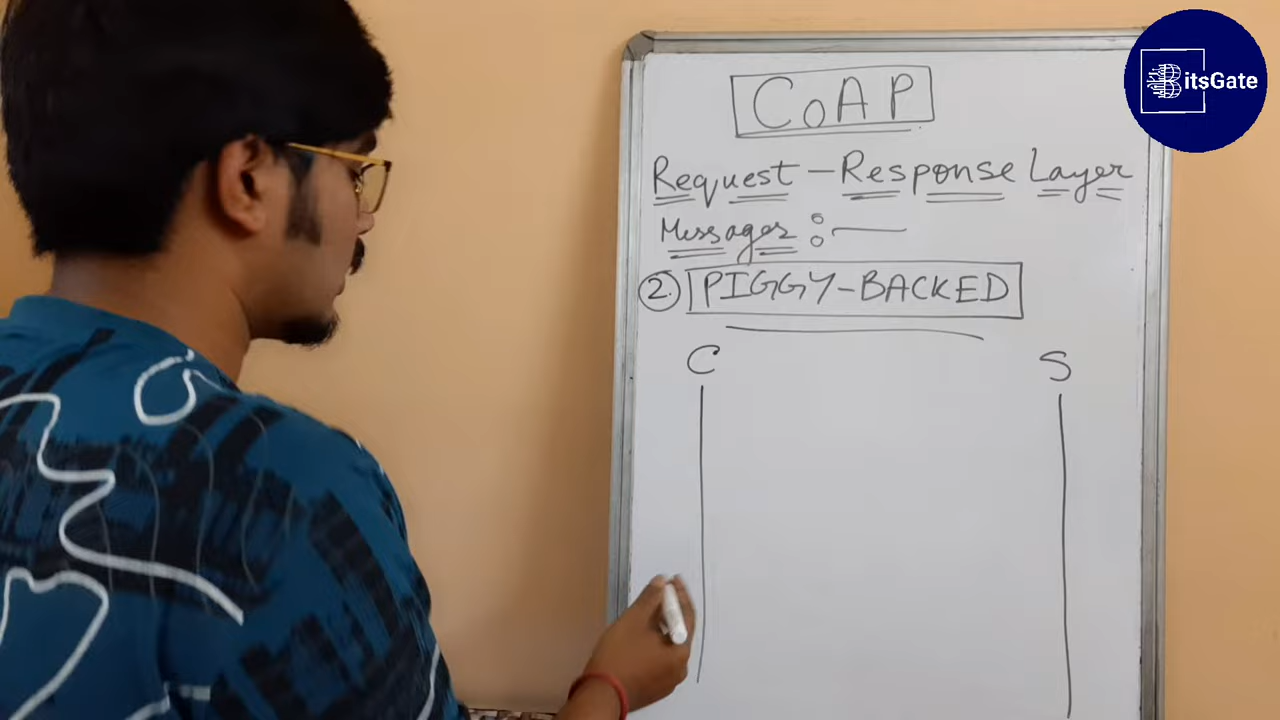 BitsGate
CoAP
Request - Response Layer
Messages :—
2. PIGGY-BACKED
C S